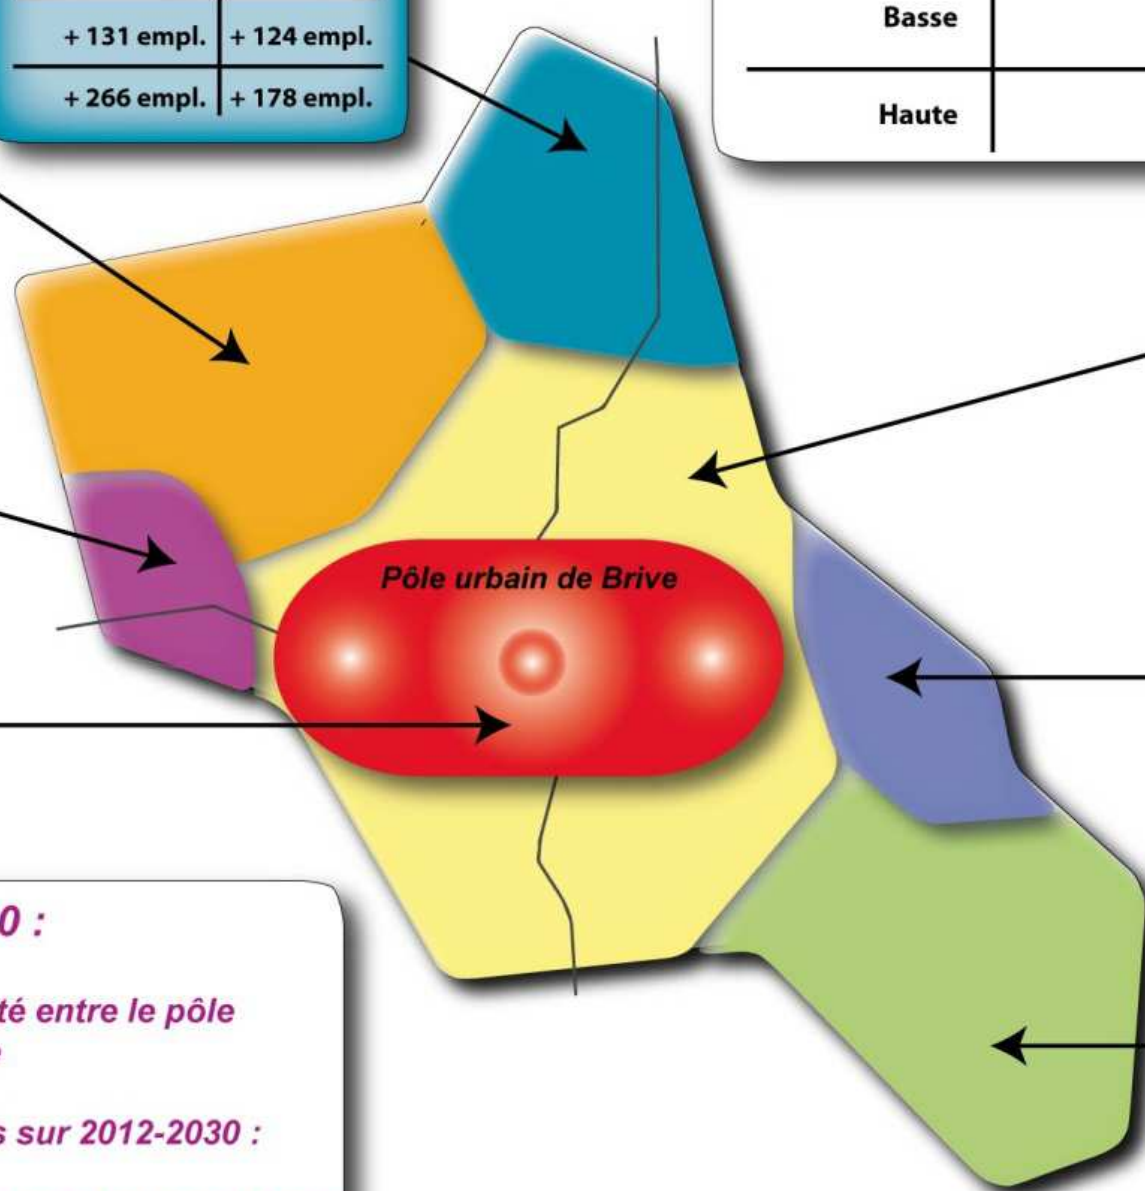 + 131 empl. + 124 empl.
+ 266 empl. + 178 empl.
Basse
Haute
Pôle urbain de Brive
0 :
té entre le pôle
s sur 2012-2030 :